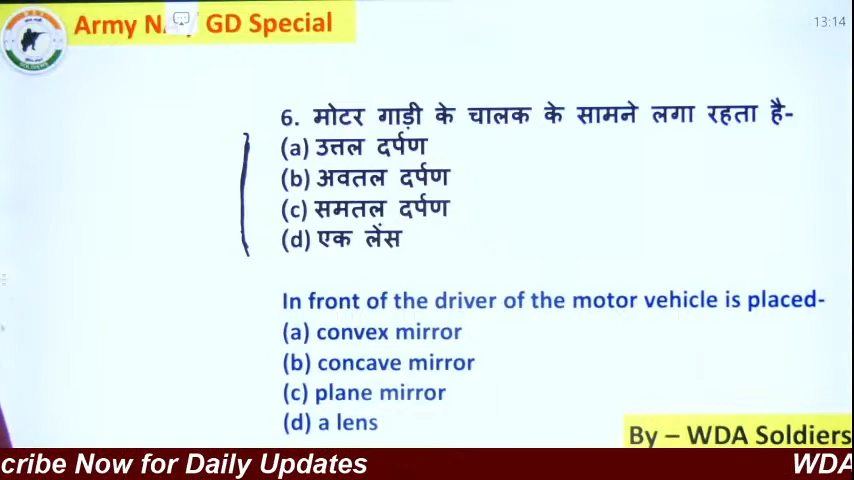 Army NA/ GD Special
13:14
6. मोटर गाड़ी के चालक के सामने लगा रहता है-
(a) उत्तल दर्पण
(b) अवतल दर्पण
(c) समतल दर्पण
(d) एक लेंस
In front of the driver of the motor vehicle is placed-
(a) convex mirror
(b) concave mirror
(c) plane mirror
(d) a lens
By – WDA Soldiers
cribe Now for Daily Updates
WDA